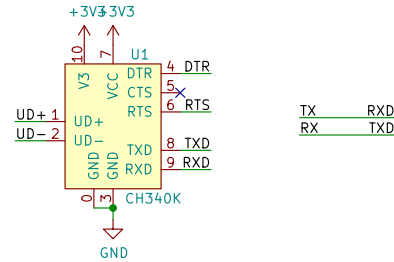 +3V3 +3V3
U1
10 7
V3 VCC
DTR 4 DTR
CTS 5
RTS 6 RTS
UD+ 1 UD+
UD- 2 UD-
TXD 8 TXD
RXD 9 RXD
GND GND
0 3
CH340K
GND
TX RXD
RX TXD